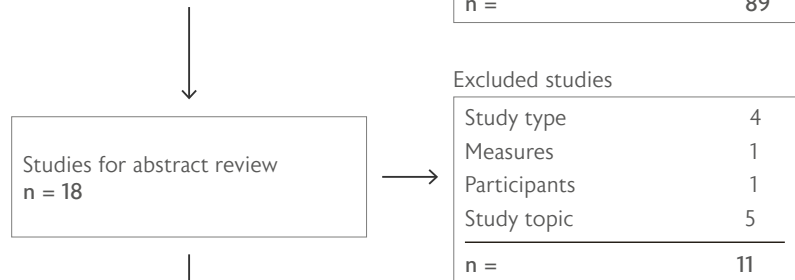 n = 89
Excluded studies
Study type 4
Measures 1
Participants 1
Study topic 5
n = 11
Studies for abstract review
n = 18